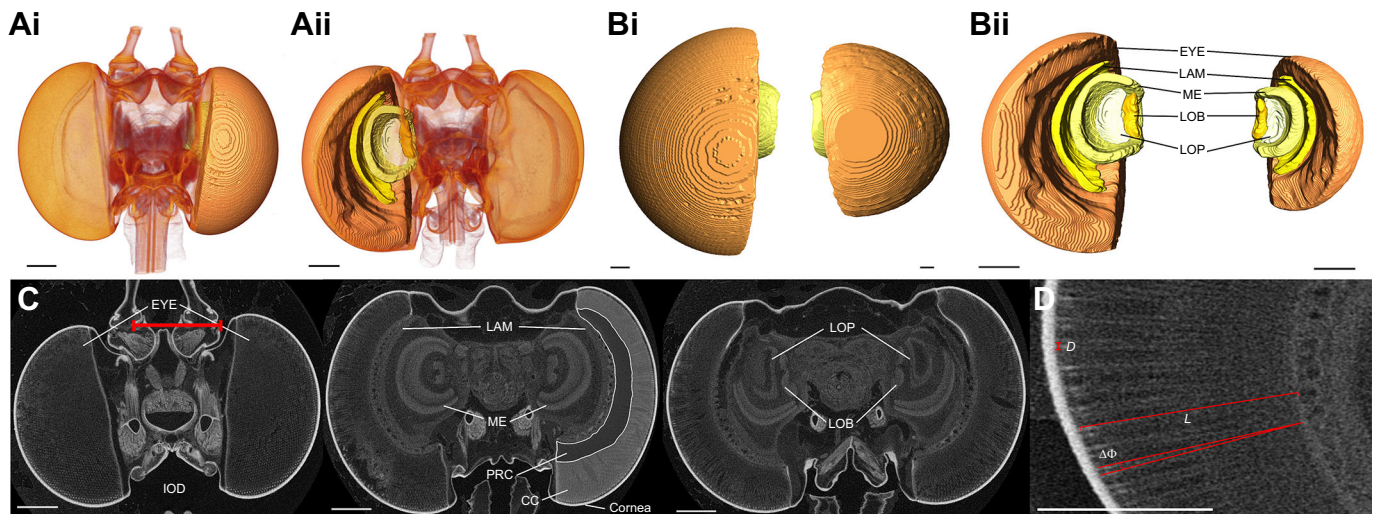 Ai
Aii
Bi
Bii
EYE
LAM
ME
LOB
LOP
C
EYE
IOD
LAM
ME
PRC
CC
Cornea
LOP
LOB
D
D
L
ΔΦ